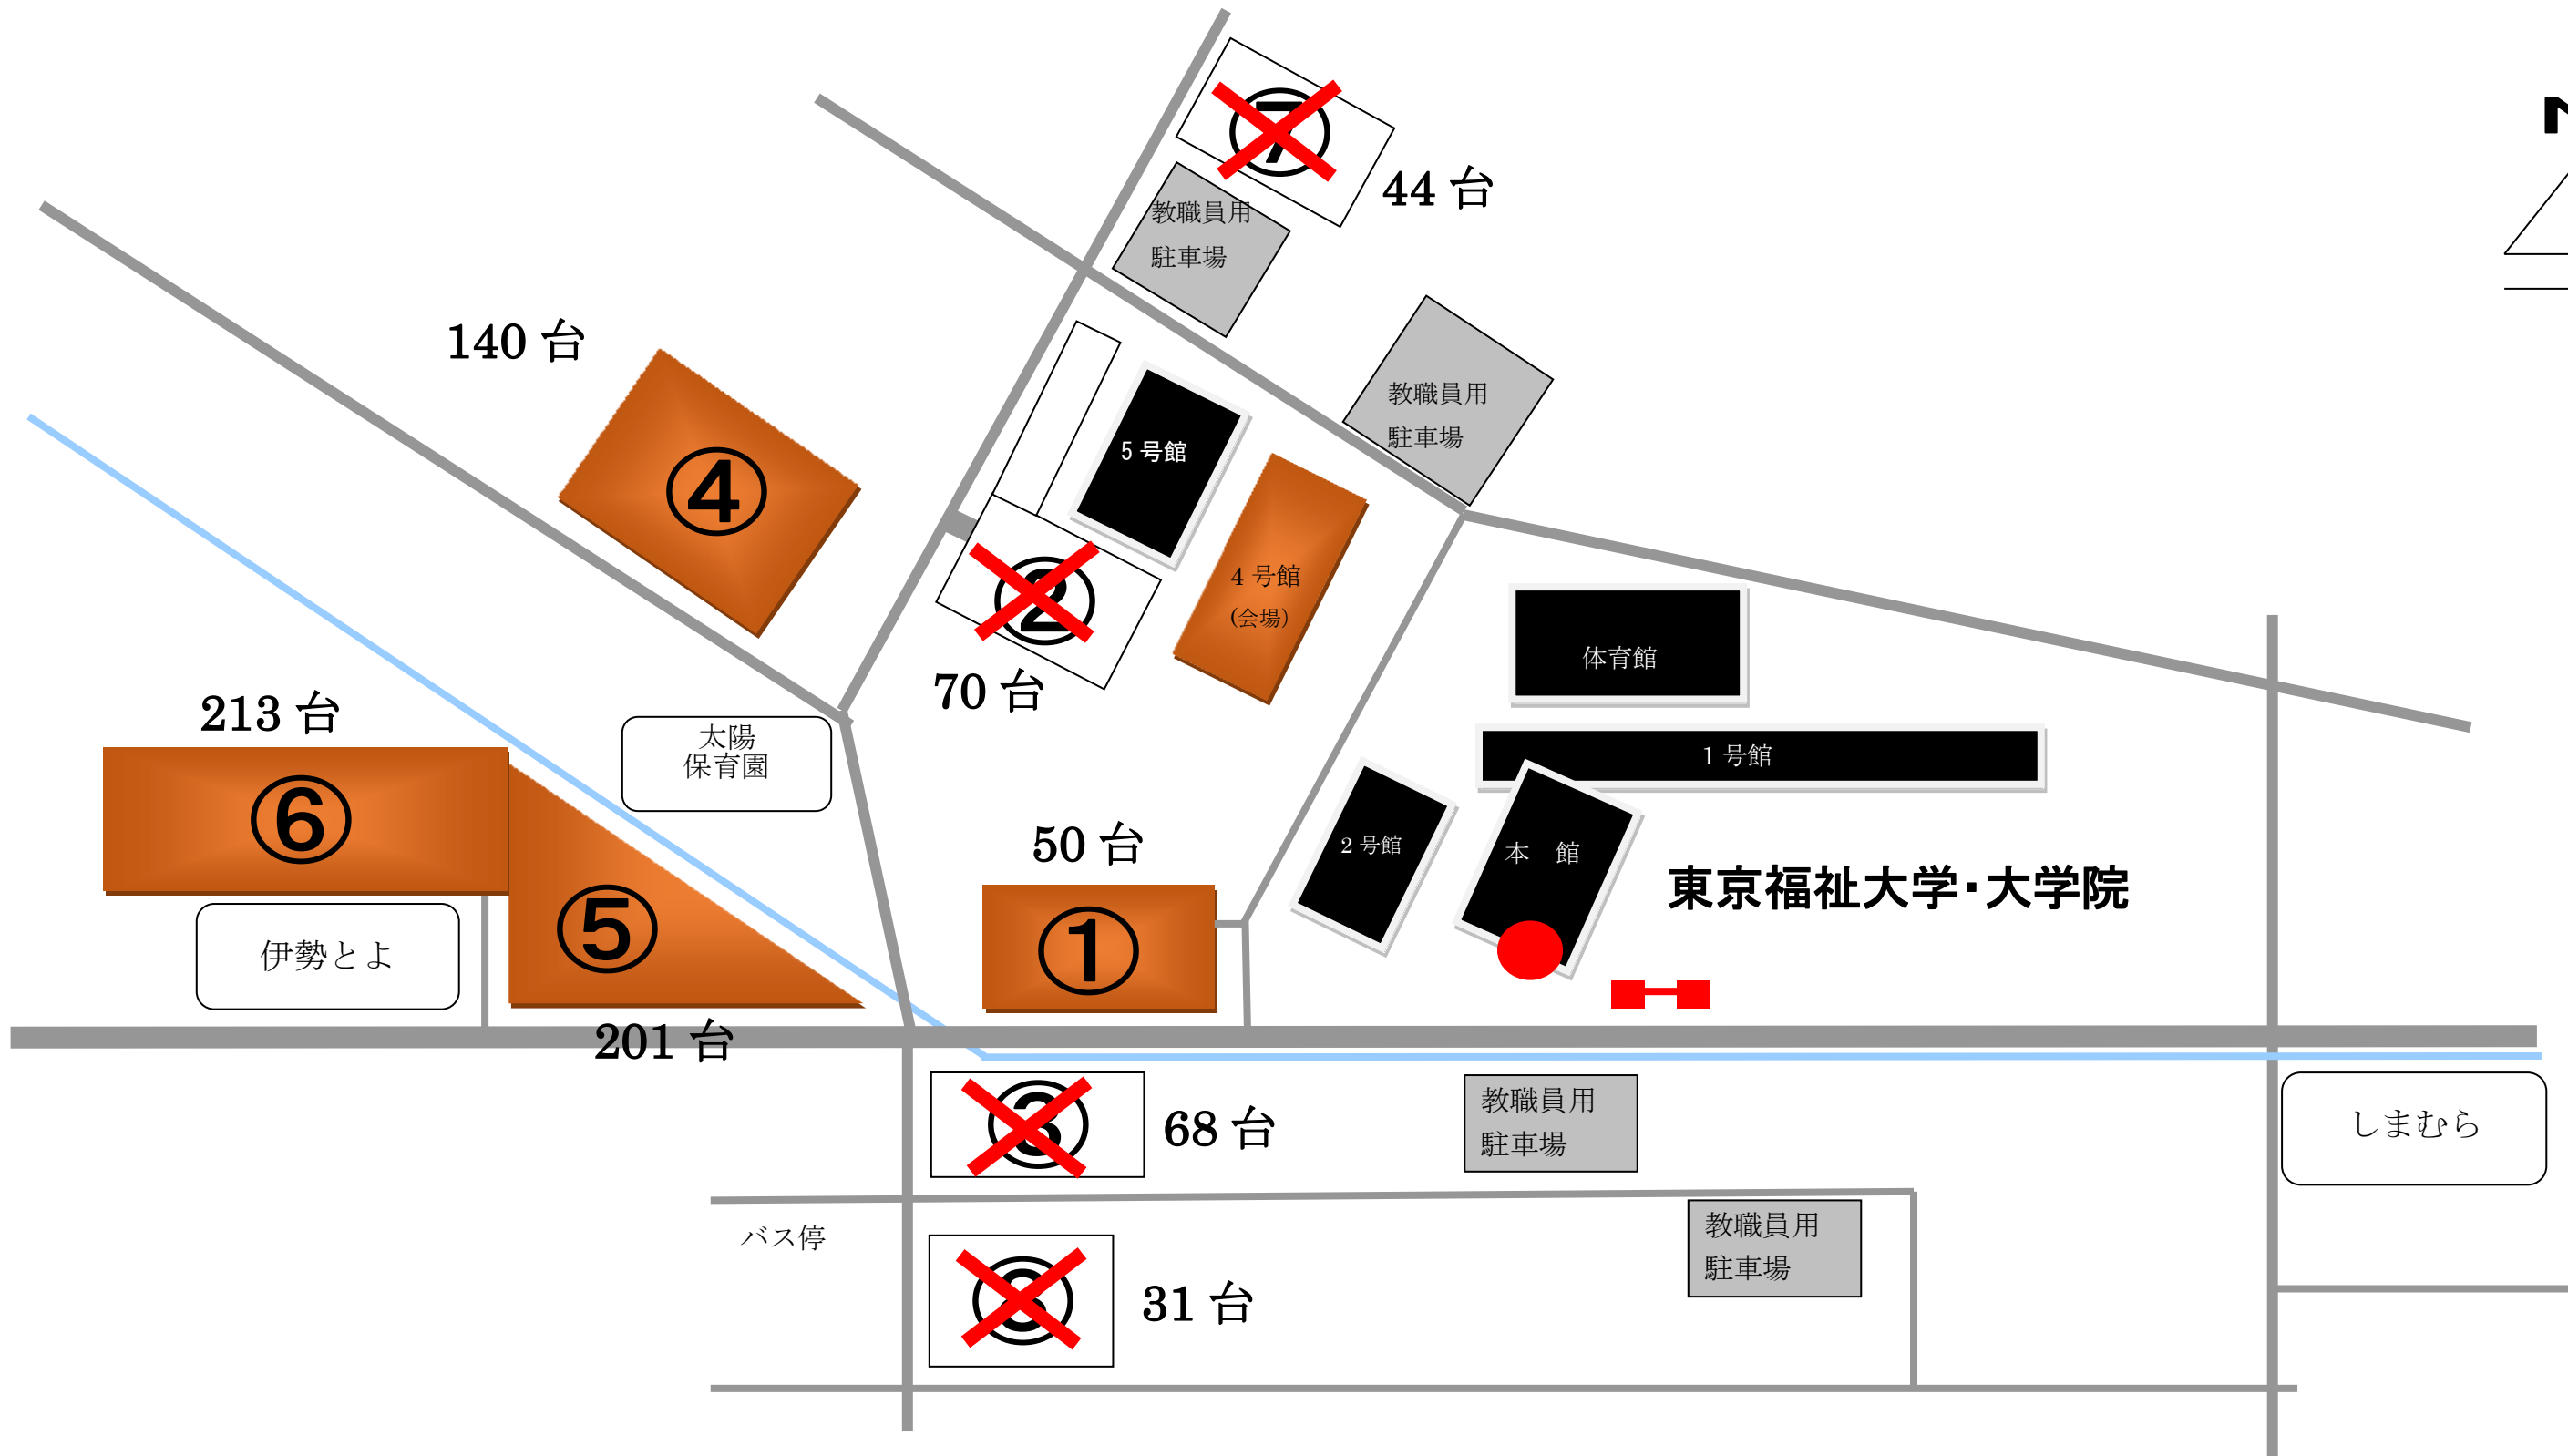 ⑦
44 台
教職員用
駐車場
140 台
④
5 号館
教職員用
駐車場
②
70 台
4 号館
(会場)
体育館
1 号館
213 台
太陽
保育園
⑥
⑤
201 台
伊勢とよ
50 台
①
2 号館
本 館
東京福祉大学・大学院
③
68 台
教職員用
駐車場
しまむら
バス停
教職員用
駐車場
⑧
31 台